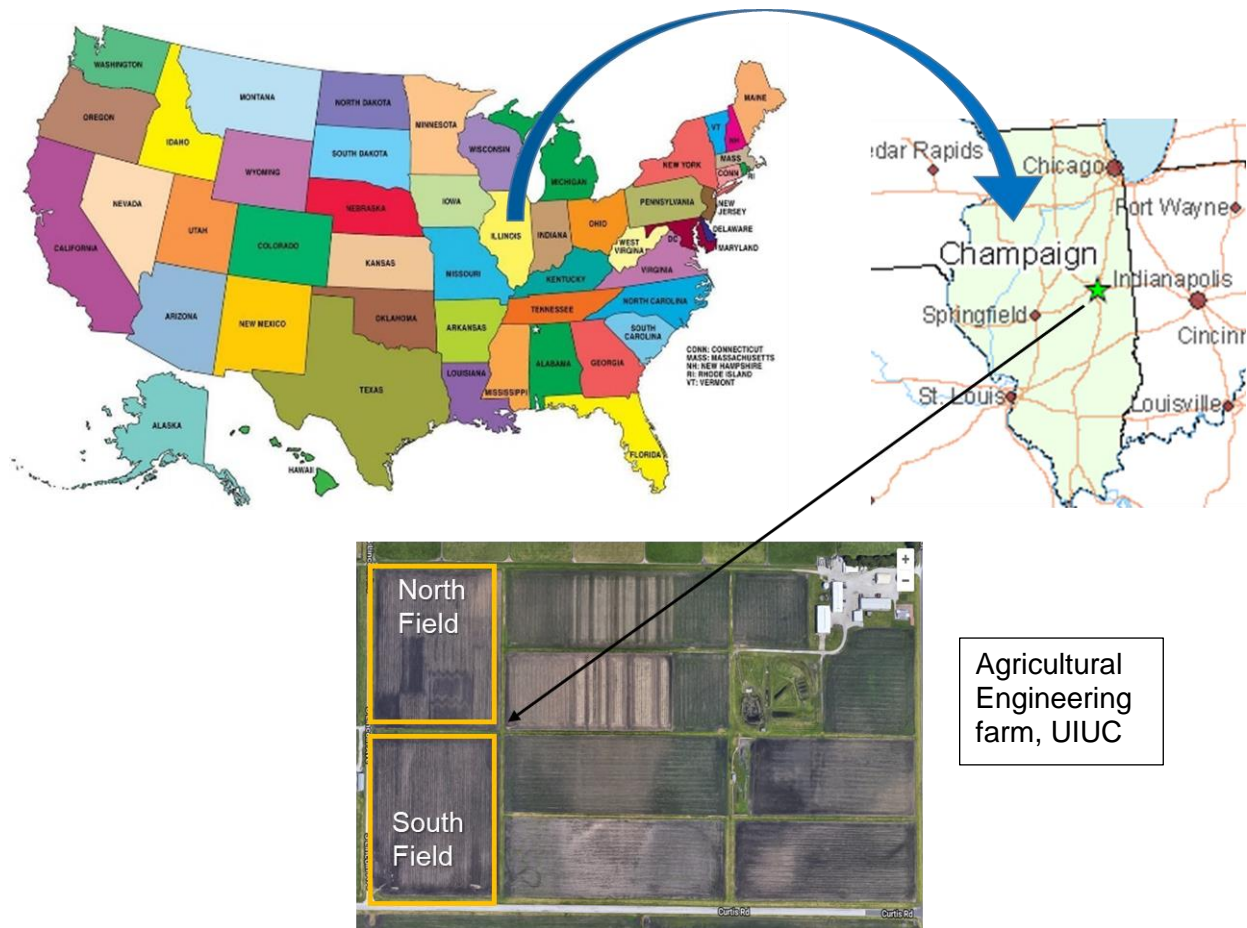 WASHINGTON
OREGON
IDAHO
MONTANA
NORTH DAKOTA
SOUTH DAKOTA
MINNESOTA
WISCONSIN
WYOMING
NEBRASKA
IOWA
NEVADA
UTAH
COLORADO
KANSAS
CALIFORNIA
ARIZONA
NEW MEXICO
OKLAHOMA
TEXAS
MISSOURI
ARKANSAS
LOUISIANA
ILLINOIS
INDIANA
MICHIGAN
OHIO
KENTUCKY
TENNESSEE
MISSISSIPPI
ALABAMA
GEORGIA
FLORIDA
SOUTH
CAROLINA
NORTH CAROLINA
VIRGINIA
WEST
VIRGINA
PENNSYLVANIA
NEW YORK
VT
NH
MAINE
MASS
CONN
RI
NEW
JERSEY
DELAWARE
MARYLAND
DC
ALASKA
HAWAII
CONN: CONNECTICUT
MASS: MASSACHUSETTS
NH: NEW HAMPSHIRE
RI: RHODE ISLAND
VT: VERMONT
edar Rapids
Chicago
Fort Wayne
Champaign
Indianapolis
Springfield
Cincinn
St. Louis
Louisville
North
Field
South
Field
+
−
Curtis Rd
Curtis Rd
Agricultural
Engineering
farm, UIUC